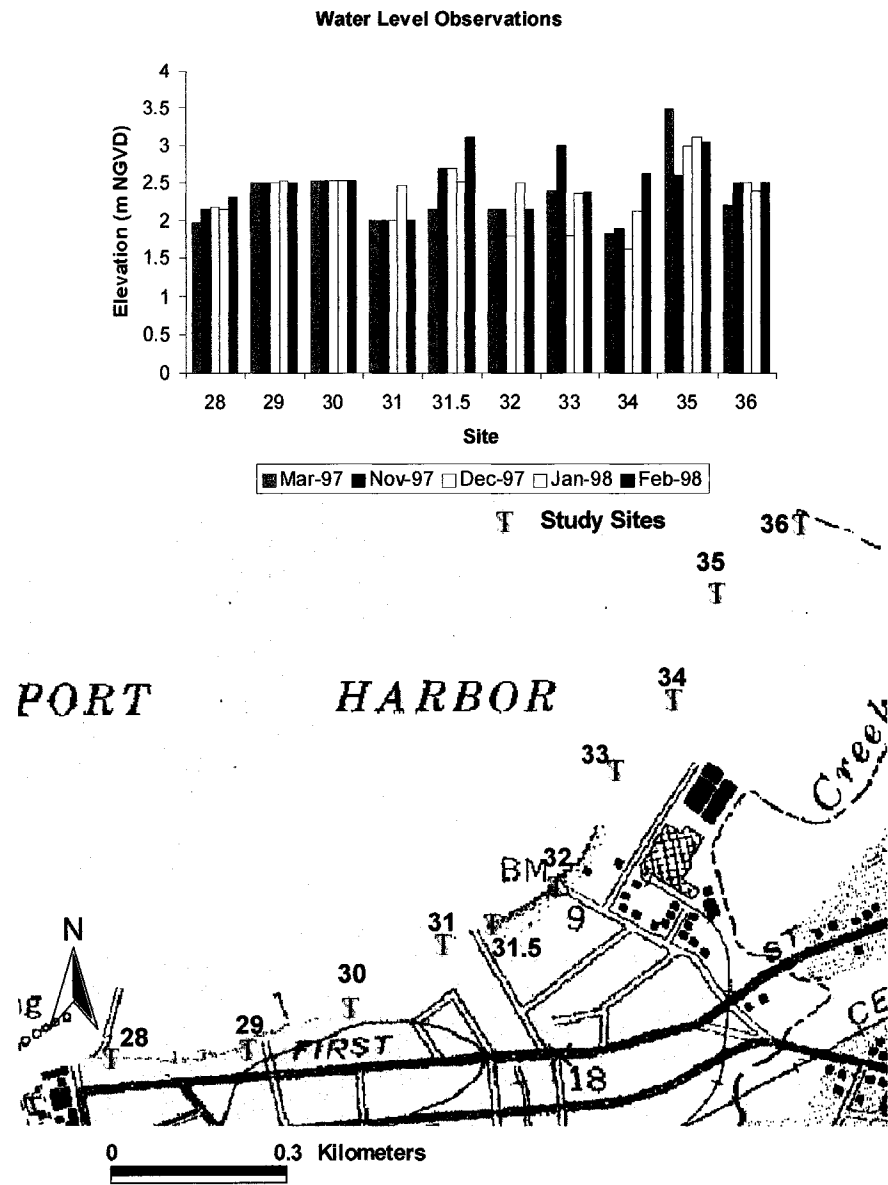 Water Level Observations
4
3.5
3
2.5
2
1.5
1
0.5
0
Elevation (m NGVD)
28 29 30 31 31.5 32 33 34 35 36
Site
Mar-97 Nov-97 Dec-97 Jan-98 Feb-98
Study Sites
36
35
34
PORT HARBOR
33
Creek
BM 32
9
31
31.5
N
30
ST
28
29
FIRST
CE
18
0 0.3 Kilometers